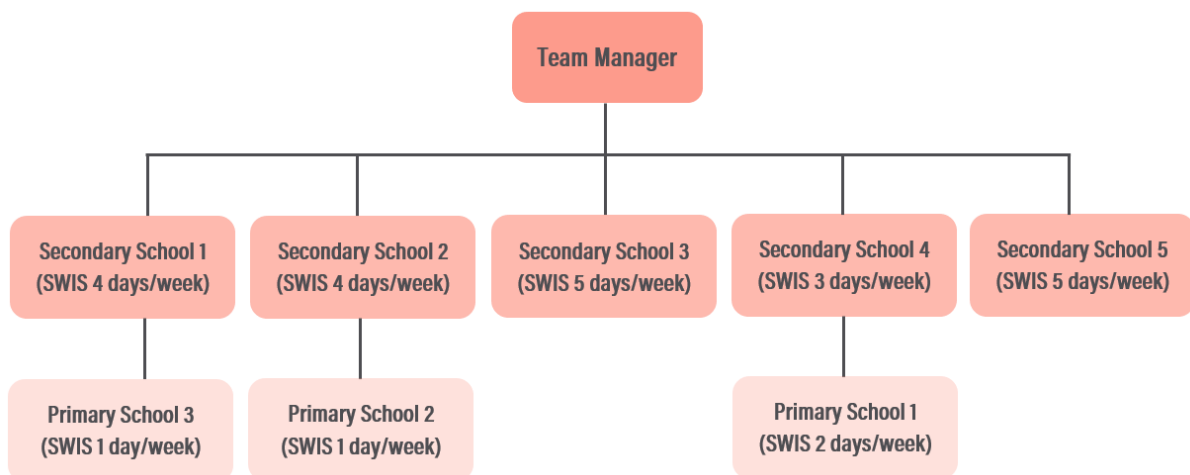 Team Manager
Secondary School 1
(SWIS 4 days/week)
Secondary School 2
(SWIS 4 days/week)
Secondary School 3
(SWIS 5 days/week)
Secondary School 4
(SWIS 3 days/week)
Secondary School 5
(SWIS 5 days/week)
Primary School 3
(SWIS 1 day/week)
Primary School 2
(SWIS 1 day/week)
Primary School 1
(SWIS 2 days/week)